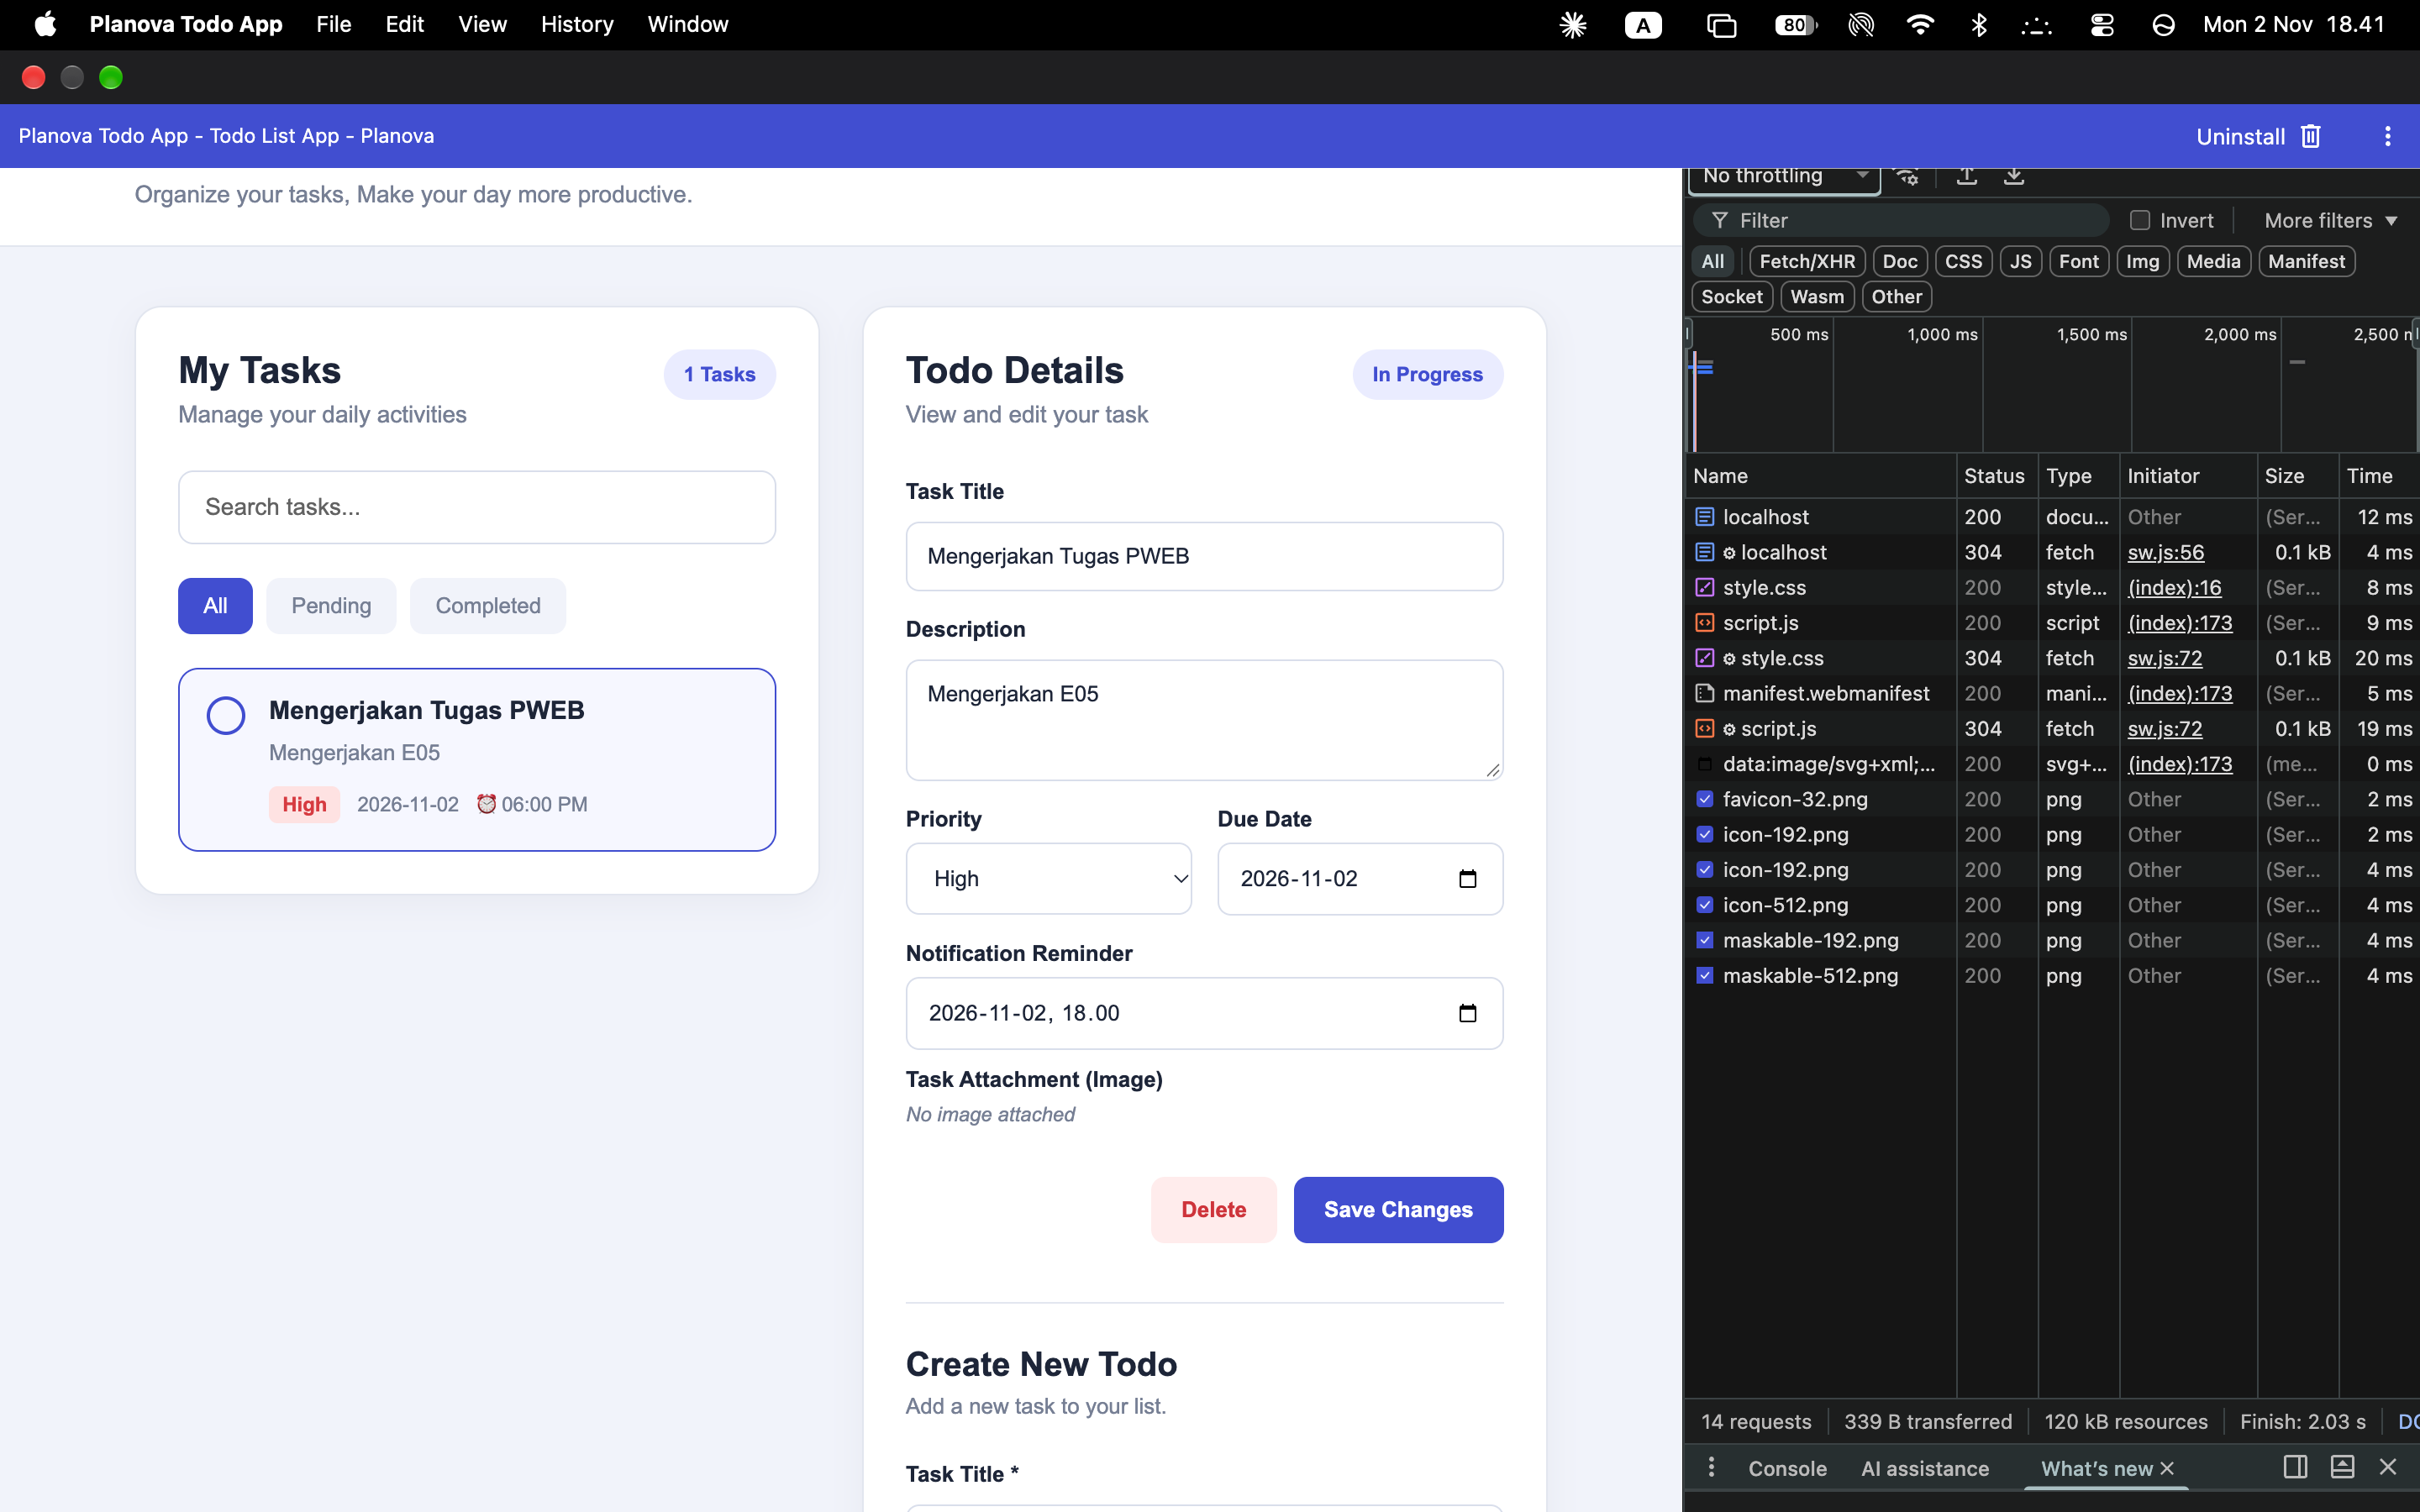 Planova Todo App File Edit View History Window A 80 Mon 2 Nov 18.41
Planova Todo App - Todo List App - Planova Uninstall
Organize your tasks, Make your day more productive.
My Tasks
1 Tasks
Manage your daily activities
Search tasks...
All Pending Completed
Mengerjakan Tugas PWEB
Mengerjakan E05
High 2026-11-02 ⏰ 06:00 PM
Todo Details
In Progress
View and edit your task
Task Title
Mengerjakan Tugas PWEB
Description
Mengerjakan E05
Priority Due Date
High 2026-11-02
Notification Reminder
2026-11-02, 18.00
Task Attachment (Image)
No image attached
Delete Save Changes
Create New Todo
Add a new task to your list.
Task Title *
No throttling
Filter Invert More filters
All Fetch/XHR Doc CSS JS Font Img Media Manifest
Socket Wasm Other
500 ms 1,000 ms 1,500 ms 2,000 ms 2,500
Name Status Type Initiator Size Time
localhost 200 docu... Other (Ser... 12 ms
localhost 304 fetch sw.js:56 0.1 kB 4 ms
style.css 200 style... (index):16 (Ser... 8 ms
script.js 200 script (index):173 (Ser... 9 ms
style.css 304 fetch sw.js:72 0.1 kB 20 ms
manifest.webmanifest 200 mani... (index):173 (Ser... 5 ms
script.js 304 fetch sw.js:72 0.1 kB 19 ms
data:image/svg+xml;... 200 svg+... (index):173 (me... 0 ms
favicon-32.png 200 png Other (Ser... 2 ms
icon-192.png 200 png Other (Ser... 2 ms
icon-192.png 200 png Other (Ser... 4 ms
icon-512.png 200 png Other (Ser... 4 ms
maskable-192.png 200 png Other (Ser... 4 ms
maskable-512.png 200 png Other (Ser... 4 ms
14 requests 339 B transferred 120 kB resources Finish: 2.03 s
Console AI assistance What's new